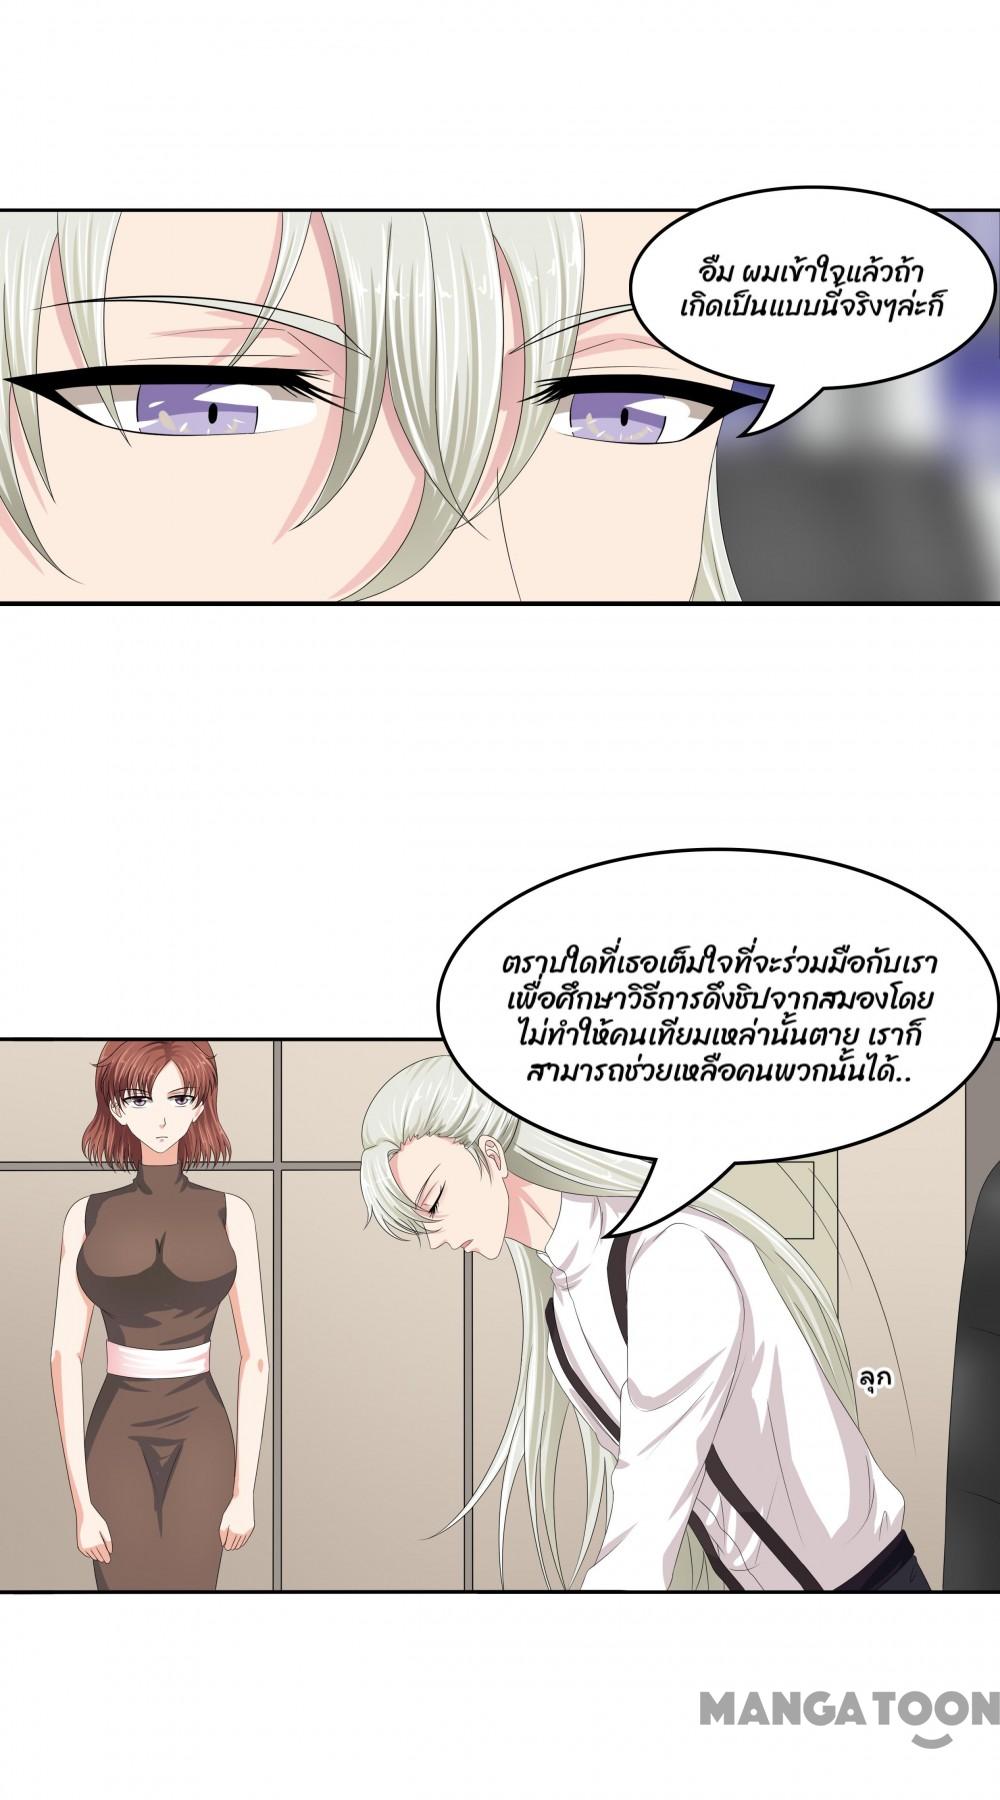 อืม ผมเข้าใจแล้วถ้า
เกิดเป็นแบบนี้จริงๆล่ะก็
ตราบใดที่เธอเต็มใจที่จะร่วมมือกับเรา
เพื่อศึกษาวิธีการดึงชิปจากสมองโดย
ไม่ทำให้คนเทียมเหล่านั้นตาย เราก็
สามารถช่วยเหลือคนพวกนั้นได้..
ลุก
MANGATOON